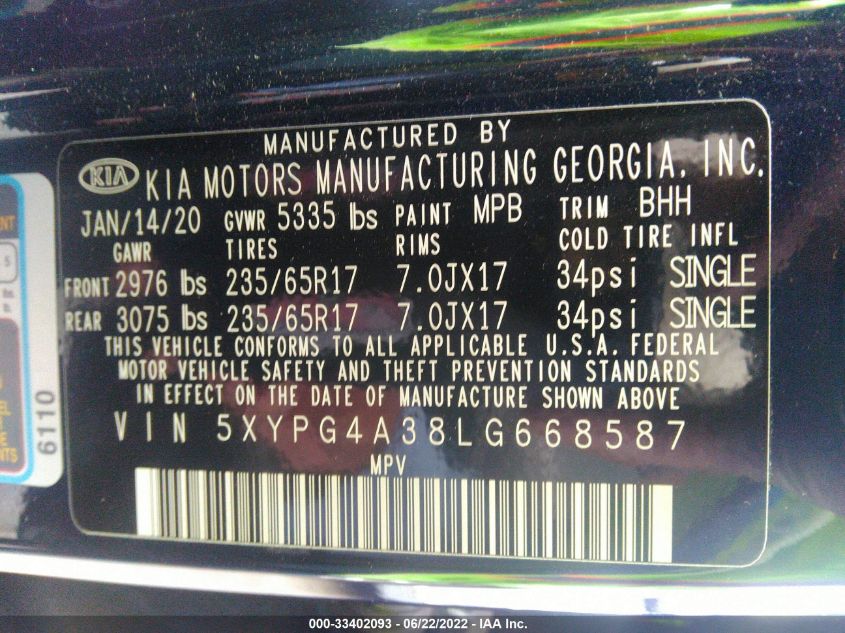 MANUFACTURED BY
KIA KIA MOTORS MANUFACTURING GEORGIA, INC.
JAN/14/20 GVWR 5335 lbs PAINT MPB TRIM BHH
GAWR TIRES RIMS COLD TIRE INFL
FRONT 2976 lbs 235/65R17 7.0JX17 34psi SINGLE
REAR 3075 lbs 235/65R17 7.0JX17 34psi SINGLE
THIS VEHICLE CONFORMS TO ALL APPLICABLE U.S.A. FEDERAL
MOTOR VEHICLE SAFETY AND THEFT PREVENTION STANDARDS
IN EFFECT ON THE DATE OF MANUFACTURE SHOWN ABOVE
VIN 5XYPG4A38LG668587
MPV
5
6110
000-33402093 - 06/22/2022 - IAA Inc.